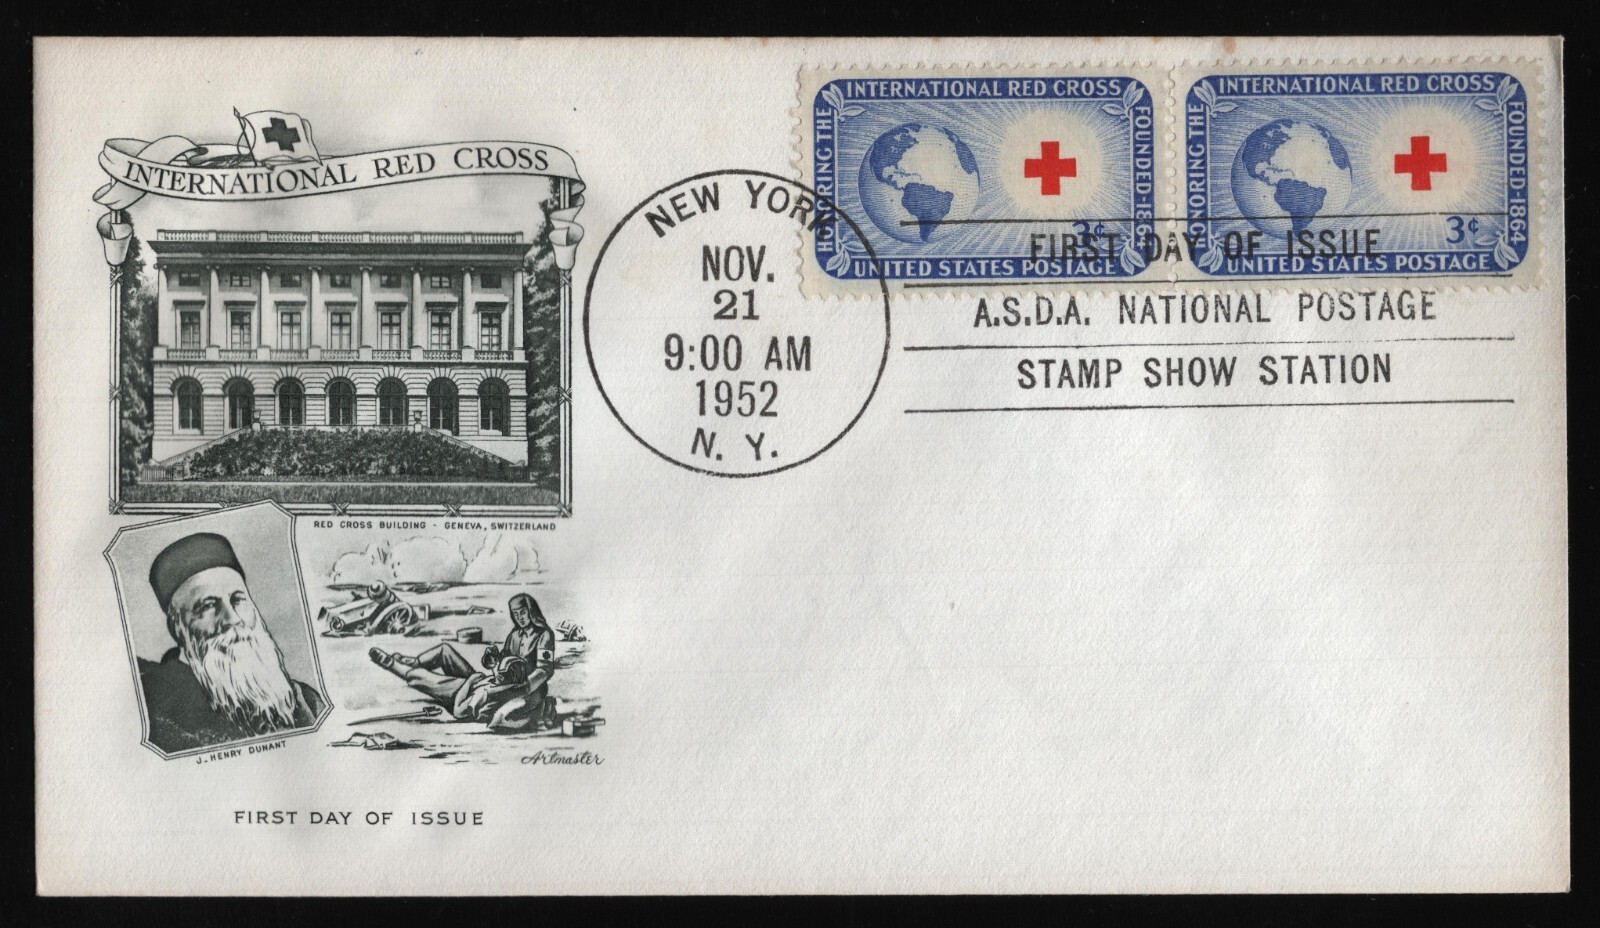 INTERNATIONAL RED CROSS
RED CROSS BUILDING - GENEVA, SWITZERLAND
J. HENRY DUNANT
Artmaster
FIRST DAY OF ISSUE
NEW YORK
NOV.
21
9:00 AM
1952
N. Y.
INTERNATIONAL RED CROSS
HONORING THE
FOUNDED-1864
3¢
UNITED STATES POSTAGE
INTERNATIONAL RED CROSS
HONORING THE
FOUNDED-1864
3¢
UNITED STATES POSTAGE
FIRST DAY OF ISSUE
A.S.D.A. NATIONAL POSTAGE
STAMP SHOW STATION